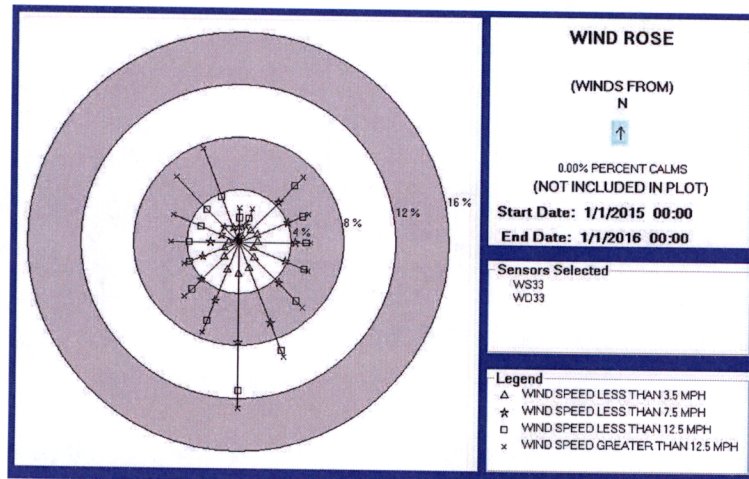 WIND ROSE
(WINDS FROM)
N
0.00% PERCENT CALMS
(NOT INCLUDED IN PLOT)
Start Date: 1/1/2015 00:00
End Date: 1/1/2016 00:00
4 %
8 %
12 %
16 %
Sensors Selected
WS33
WD33
Legend
WIND SPEED LESS THAN 3.5 MPH
WIND SPEED LESS THAN 7.5 MPH
WIND SPEED LESS THAN 12.5 MPH
WIND SPEED GREATER THAN 12.5 MPH